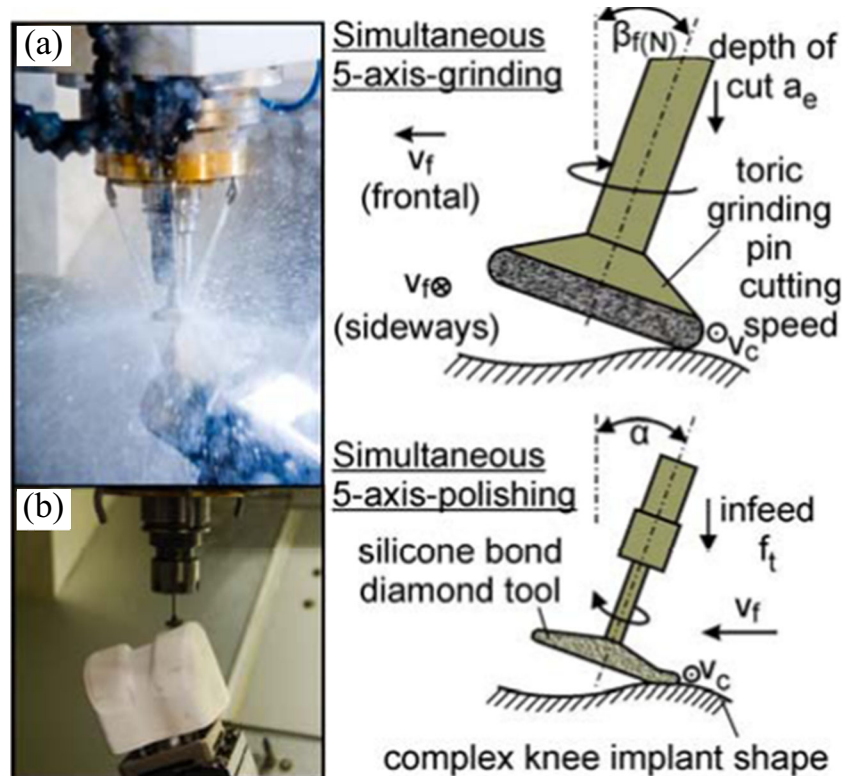 (a)
Simultaneous
5-axis-grinding
βf(N)
depth of
cut ae
vf
(frontal)
toric
grinding
pin
cutting
speed
vf⊗
(sideways)
⊙vc
(b)
Simultaneous
5-axis-polishing
α
infeed
ft
silicone bond
diamond tool
vf
⊙vc
complex knee implant shape